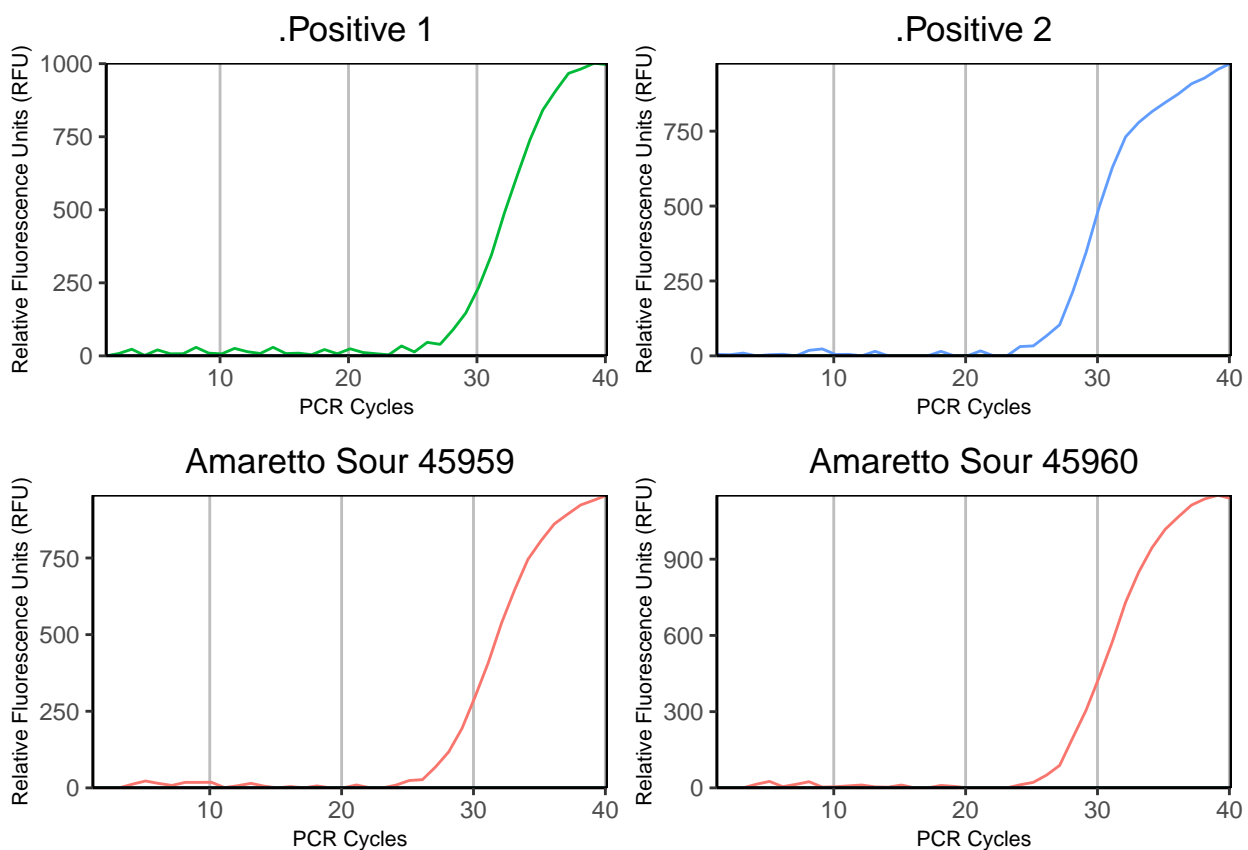 .Positive 1
Relative Fluorescence Units (RFU)
1000
750
500
250
0
10 20 30 40
PCR Cycles
.Positive 2
Relative Fluorescence Units (RFU)
750
500
250
0
10 20 30 40
PCR Cycles
Amaretto Sour 45959
Relative Fluorescence Units (RFU)
750
500
250
0
10 20 30 40
PCR Cycles
Amaretto Sour 45960
Relative Fluorescence Units (RFU)
900
600
300
0
10 20 30 40
PCR Cycles